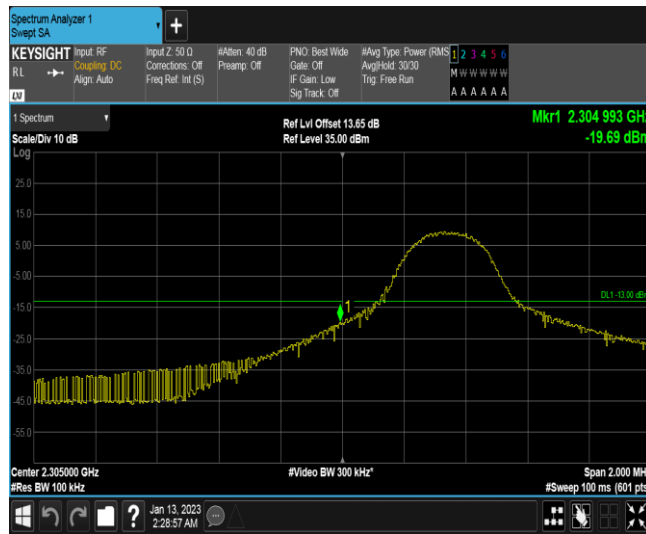 Spectrum Analyzer 1
Swept SA
+
KEYSIGHT
RL
LXI
Input: RF
Coupling: DC
Align: Auto
Input Z: 50 Ω
Corrections: Off
Freq Ref: Int (S)
#Atten: 40 dB
Preamp: Off
PNO: Best Wide
Gate: Off
IF Gain: Low
Sig Track: Off
#Avg Type: Power (RMS
Avg|Hold: 30/30
Trig: Free Run
1 2 3 4 5 6
M W W W W W
A A A A A A
1 Spectrum
Scale/Div 10 dB
Log
Ref Lvl Offset 13.65 dB
Ref Level 35.00 dBm
Mkr1 2.304 993 GHz
-19.69 dBm
25.0
15.0
5.00
-5.00
-15.0
-25.0
-35.0
-45.0
-55.0
1
DL1 -13.00 dBm
Center 2.305000 GHz
#Res BW 100 kHz
#Video BW 300 kHz*
Span 2.000 MH
#Sweep 100 ms (601 pts
?
Jan 13, 2023
2:28:57 AM